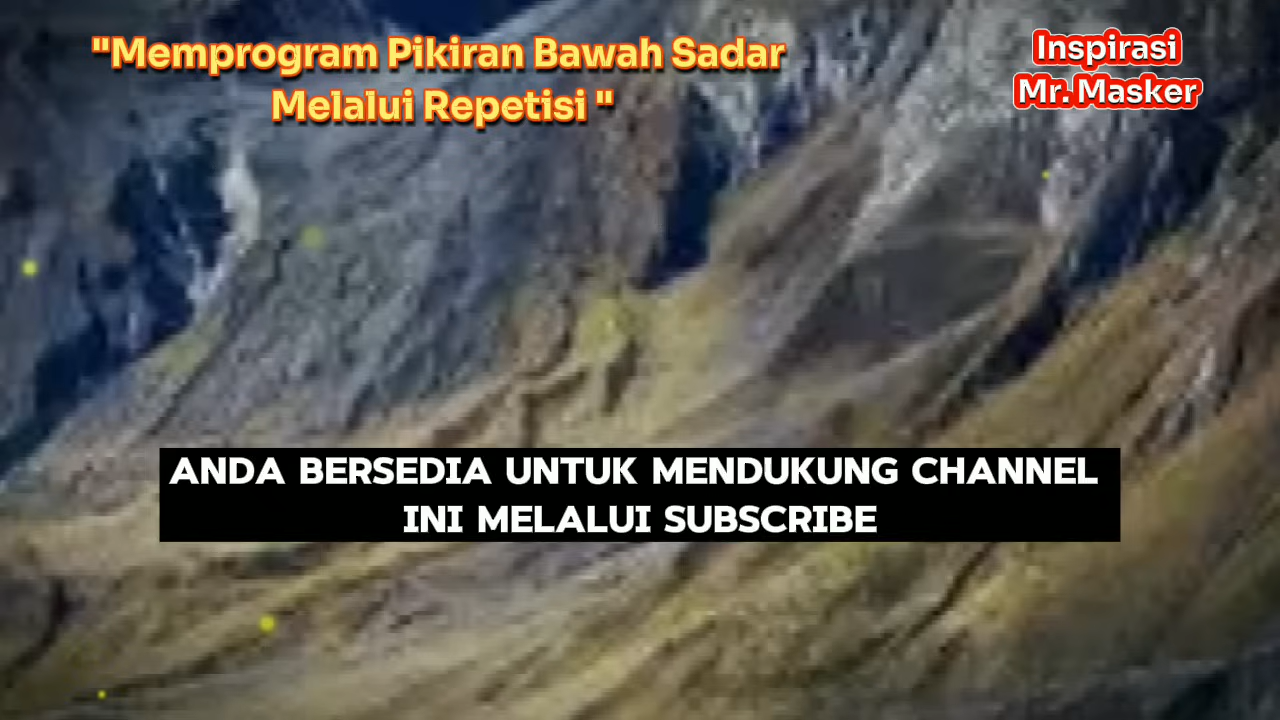 "Memprogram Pikiran Bawah Sadar
Melalui Repetisi "
Inspirasi
Mr. Masker
ANDA BERSEDIA UNTUK MENDUKUNG CHANNEL
INI MELALUI SUBSCRIBE